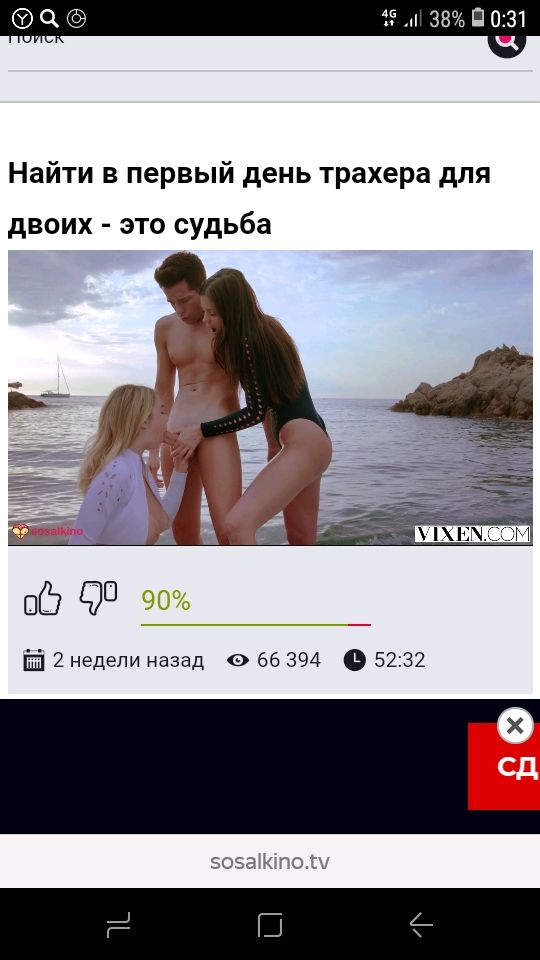 4G 38% 0:31
Поиск
Найти в первый день трахера для
двоих - это судьба
sosalkino
VIXEN.COM
90%
2 недели назад 66 394 52:32
СД
sosalkino.tv